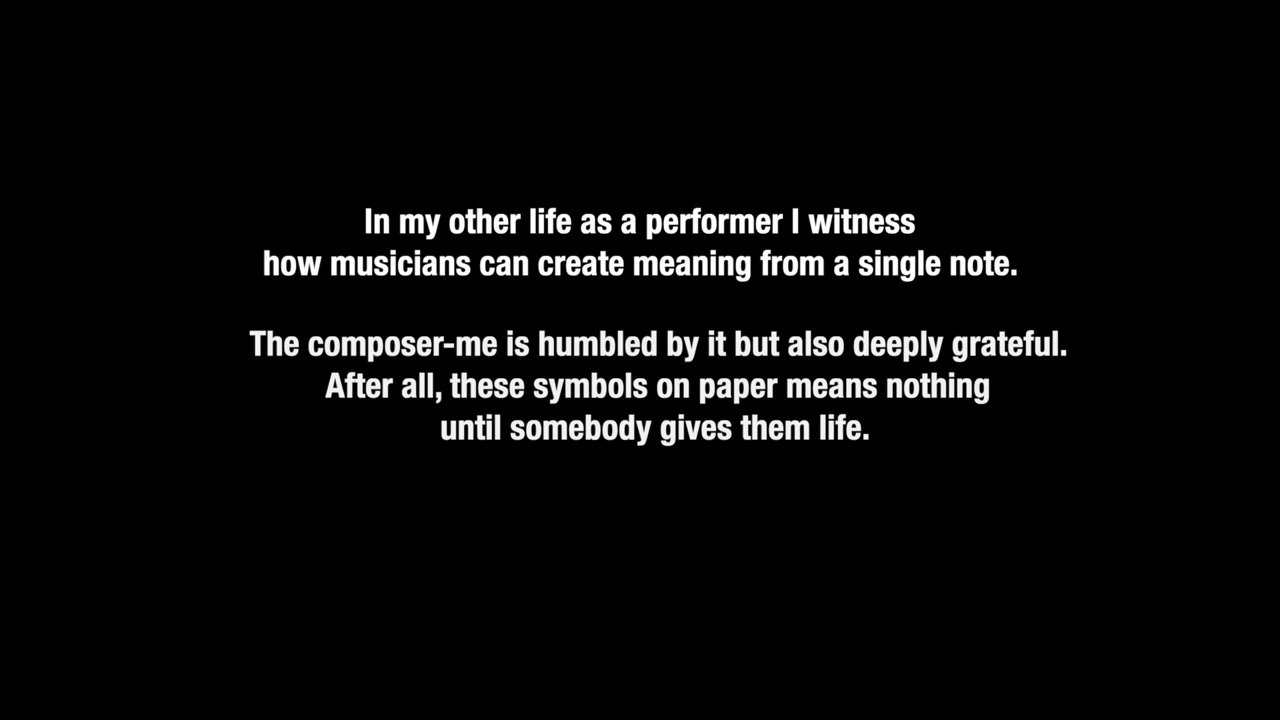 In my other life as a performer I witness
how musicians can create meaning from a single note.
The composer-me is humbled by it but also deeply grateful.
After all, these symbols on paper means nothing
until somebody gives them life.